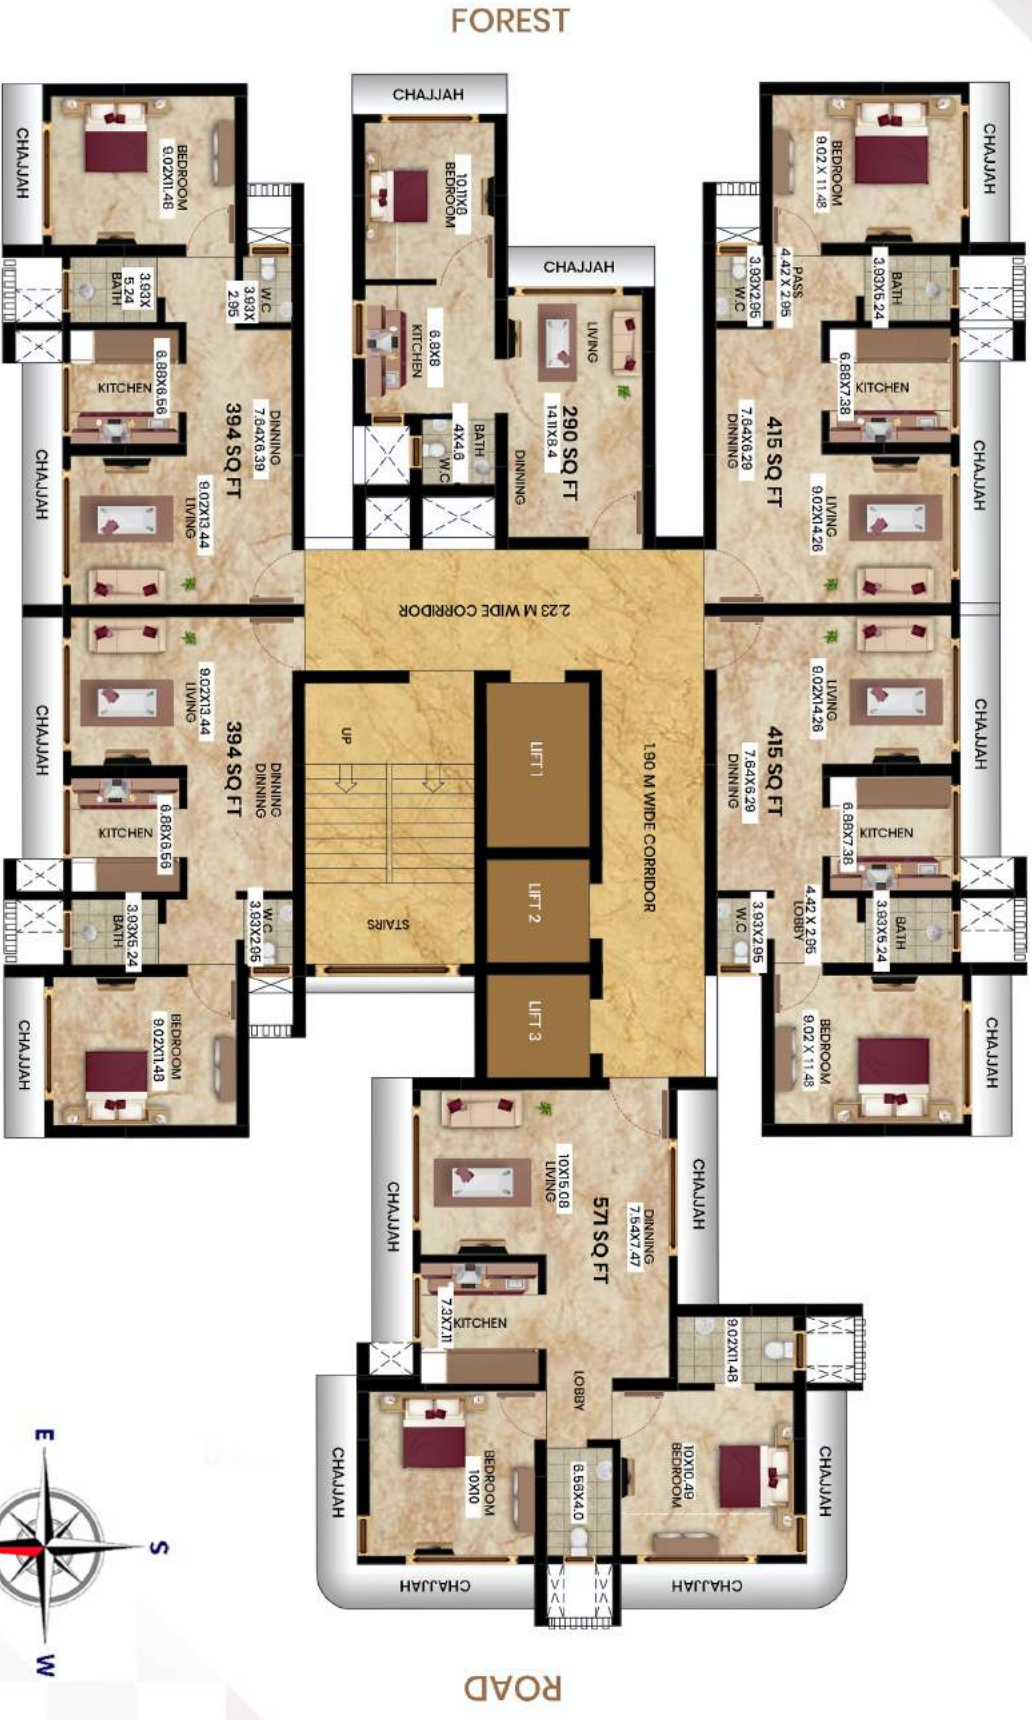 FOREST
CHAJJAH
BEDROOM
9.02X11.48
3.93X
5.24
BATH
W.C
3.93X
2.95
KITCHEN
6.88X6.56
DINNING
7.64X6.39
394 SQ FT
CHAJJAH
9.02X13.44
LIVING
CHAJJAH
10.11X8
BEDROOM
6.8X8
KITCHEN
BATH
4X4.6
W.C
CHAJJAH
LIVING
290 SQ FT
14.11X8.4
DINNING
CHAJJAH
BEDROOM
9.02 X 11.48
PASS
4.42 X 2.95
3.93X2.95
W.C
BATH
3.93X5.24
KITCHEN
6.88X7.38
415 SQ FT
7.64X6.29
DINNING
CHAJJAH
LIVING
9.02X14.26
2.23 M WIDE CORRIDOR
CHAJJAH
9.02X13.44
LIVING
394 SQ FT
DINNING
DINNING
KITCHEN
6.88X6.56
3.93X5.24
BATH
W.C
3.93X2.95
BEDROOM
9.02X11.48
CHAJJAH
UP
STAIRS
LIFT 1
LIFT 2
LIFT 3
1.90 M WIDE CORRIDOR
CHAJJAH
LIVING
9.02X14.26
415 SQ FT
7.64X6.29
DINNING
KITCHEN
6.88X7.38
3.93X2.95
W.C
4.42 X 2.95
LOBBY
BATH
3.93X5.24
BEDROOM
9.02 X 11.48
CHAJJAH
CHAJJAH
10X15.08
LIVING
571 SQ FT
DINNING
7.54X7.47
CHAJJAH
KITCHEN
7.3X7.11
LOBBY
9.02X11.48
CHAJJAH
BEDROOM
10X10
6.56X4.0
10X10.49
BEDROOM
CHAJJAH
CHAJJAH
CHAJJAH
E
S
W
ROAD